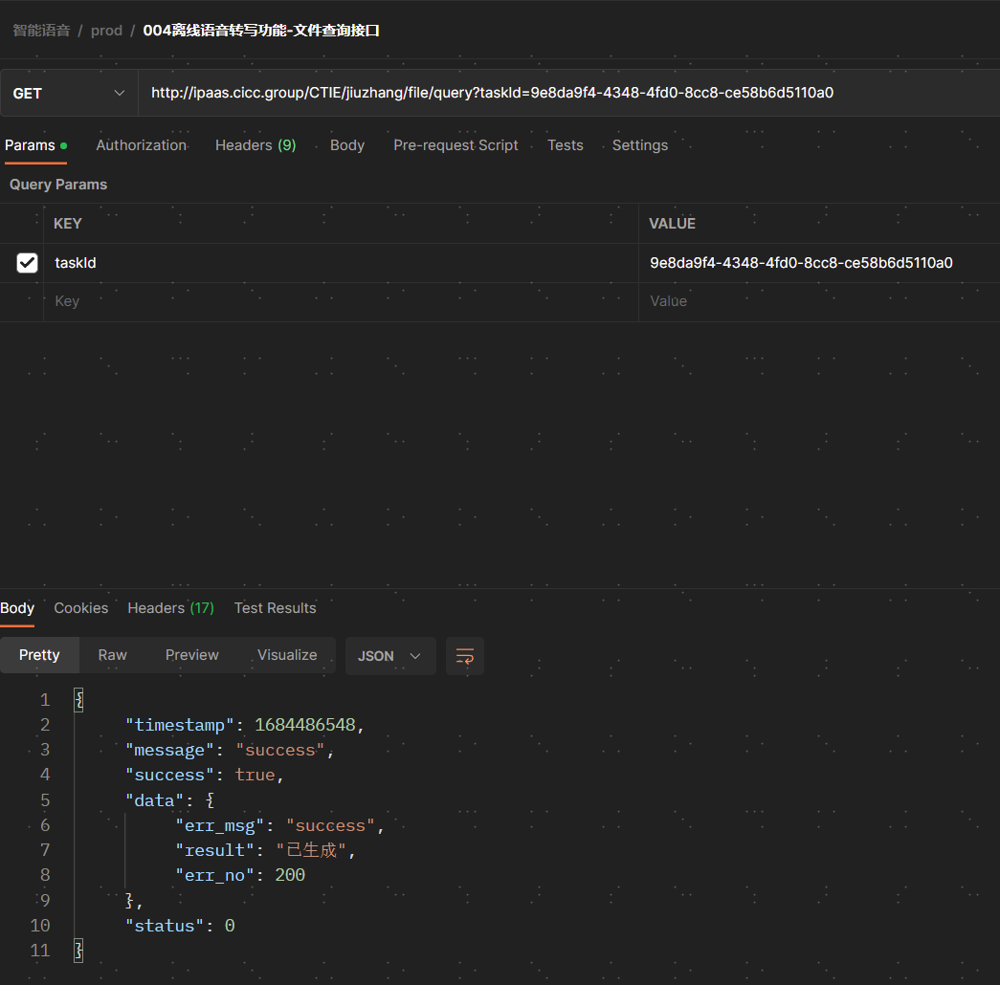 智能语音 / prod / 004离线语音转写功能-文件查询接口
GET http://ipaas.cicc.group/CTIE/jiuzhang/file/query?taskId=9e8da9f4-4348-4fd0-8cc8-ce58b6d5110a0
Params Authorization Headers (9) Body Pre-request Script Tests Settings
Query Params
KEY VALUE
taskId 9e8da9f4-4348-4fd0-8cc8-ce58b6d5110a0
Key Value
Body Cookies Headers (17) Test Results
Pretty Raw Preview Visualize JSON
1 {
2 "timestamp": 1684486548,
3 "message": "success",
4 "success": true,
5 "data": {
6 "err_msg": "success",
7 "result": "已生成",
8 "err_no": 200
9 },
10 "status": 0
11 }